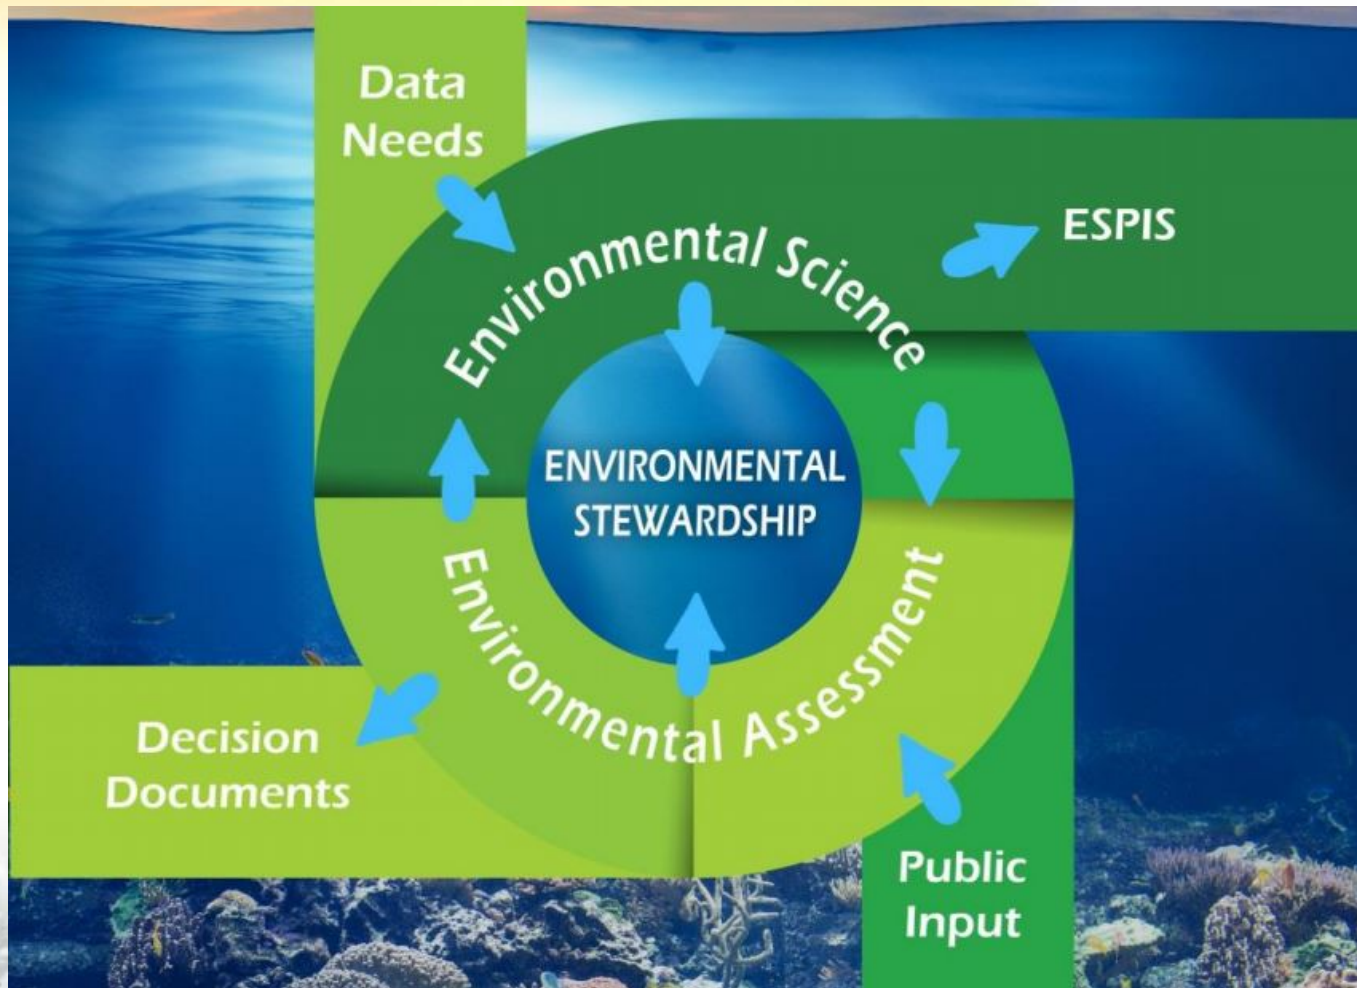 Data
Needs
ESPIS
Environmental Science
ENVIRONMENTAL
STEWARDSHIP
Environmental Assessment
Decision
Documents
Public
Input